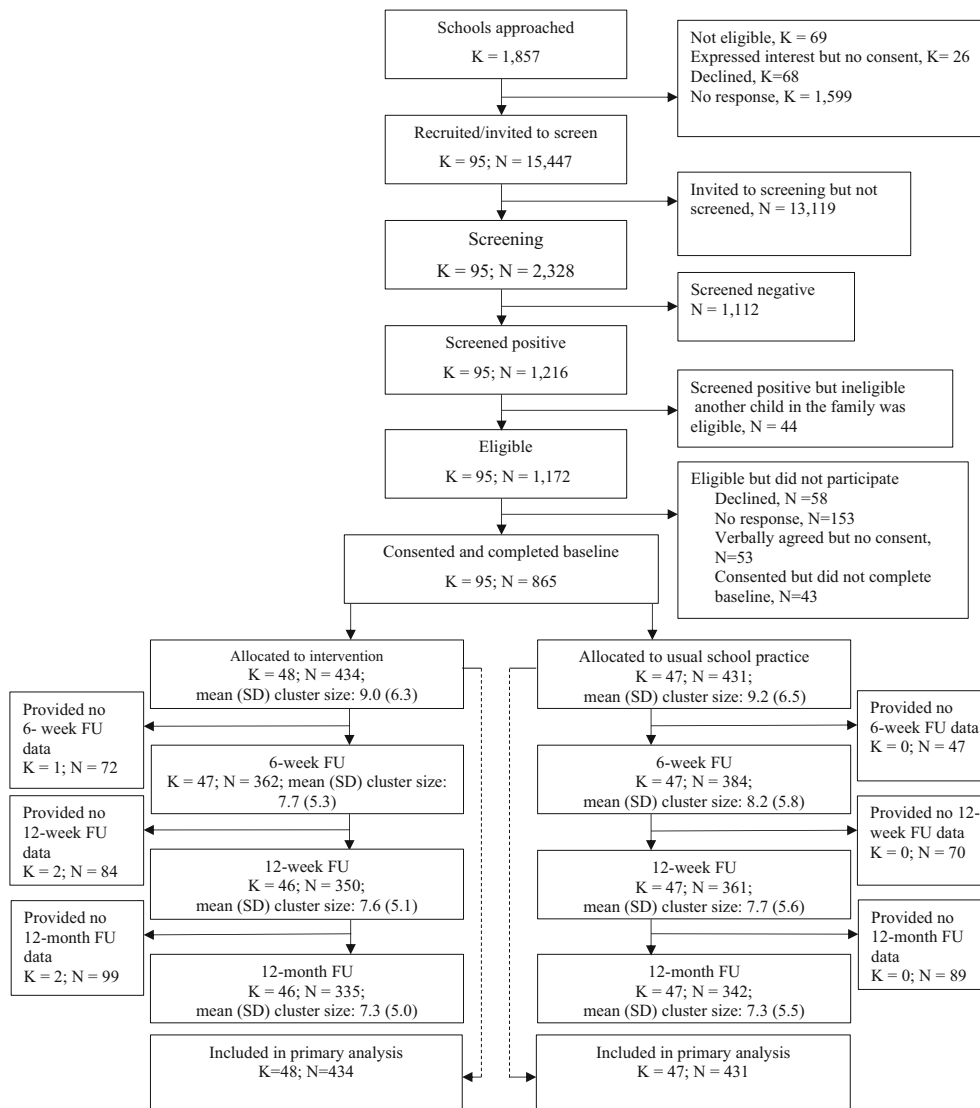 Schools approached
K = 1,857
Not eligible, K = 69
Expressed interest but no consent, K= 26
Declined, K=68
No response, K = 1,599
Recruited/invited to screen
K = 95; N = 15,447
Invited to screening but not
screened, N = 13,119
Screening
K = 95; N = 2,328
Screened negative
N = 1,112
Screened positive
K = 95; N = 1,216
Screened positive but ineligible
another child in the family was
eligible, N = 44
Eligible
K = 95; N = 1,172
Eligible but did not participate
Declined, N =58
No response, N=153
Verbally agreed but no consent,
N=53
Consented but did not complete
baseline, N=43
Consented and completed baseline
K = 95; N = 865
Allocated to intervention
K = 48; N = 434;
mean (SD) cluster size: 9.0 (6.3)
Allocated to usual school practice
K = 47; N = 431;
mean (SD) cluster size: 9.2 (6.5)
Provided no
6- week FU
data
K = 1; N = 72
Provided no
6-week FU data
K = 0; N = 47
6-week FU
K = 47; N = 362; mean (SD) cluster size:
7.7 (5.3)
6-week FU
K = 47; N = 384;
mean (SD) cluster size: 8.2 (5.8)
Provided no
12-week FU
data
K = 2; N = 84
Provided no 12-
week FU data
K = 0; N = 70
12-week FU
K = 46; N = 350;
mean (SD) cluster size: 7.6 (5.1)
12-week FU
K = 47; N = 361;
mean (SD) cluster size: 7.7 (5.6)
Provided no
12-month FU
data
K = 2; N = 99
Provided no
12-month FU
data
K = 0; N = 89
12-month FU
K = 46; N = 335;
mean (SD) cluster size: 7.3 (5.0)
12-month FU
K = 47; N = 342;
mean (SD) cluster size: 7.3 (5.5)
Included in primary analysis
K=48; N=434
Included in primary analysis
K = 47; N = 431